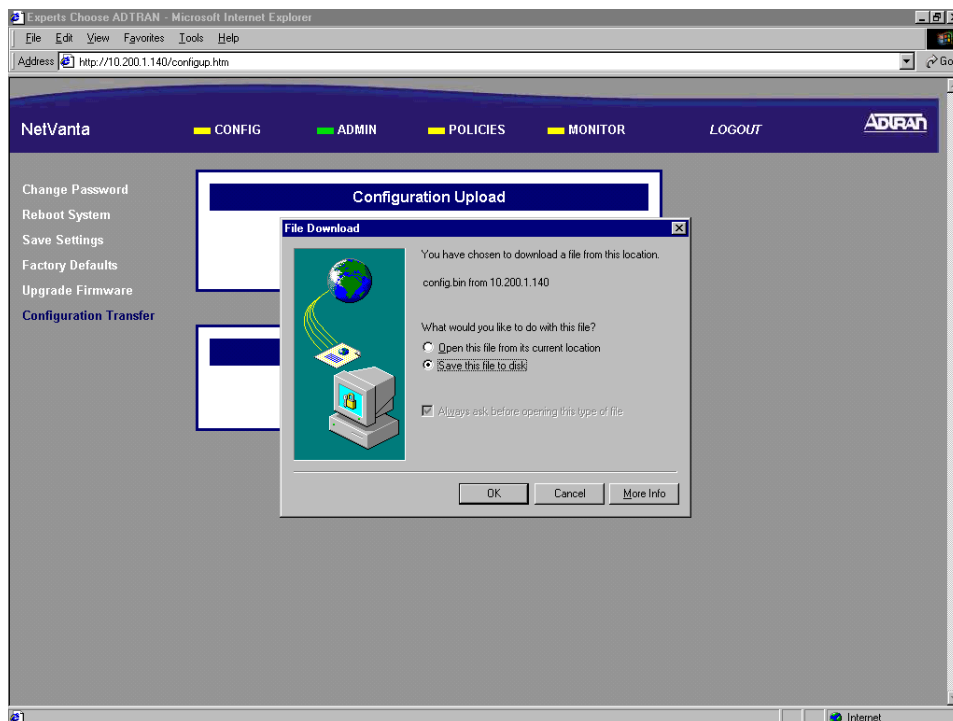 Experts Choose ADTRAN - Microsoft Internet Explorer
File Edit View Favorites Tools Help
Address http://10.200.1.140/configup.htm Go
NetVanta CONFIG ADMIN POLICIES MONITOR LOGOUT ADTRAN
Change Password
Reboot System
Save Settings
Factory Defaults
Upgrade Firmware
Configuration Transfer
Configuration Upload
File Download
You have chosen to download a file from this location.
config.bin from 10.200.1.140
What would you like to do with this file?
Open this file from its current location
Save this file to disk
Always ask before opening this type of file
OK Cancel More Info
Internet